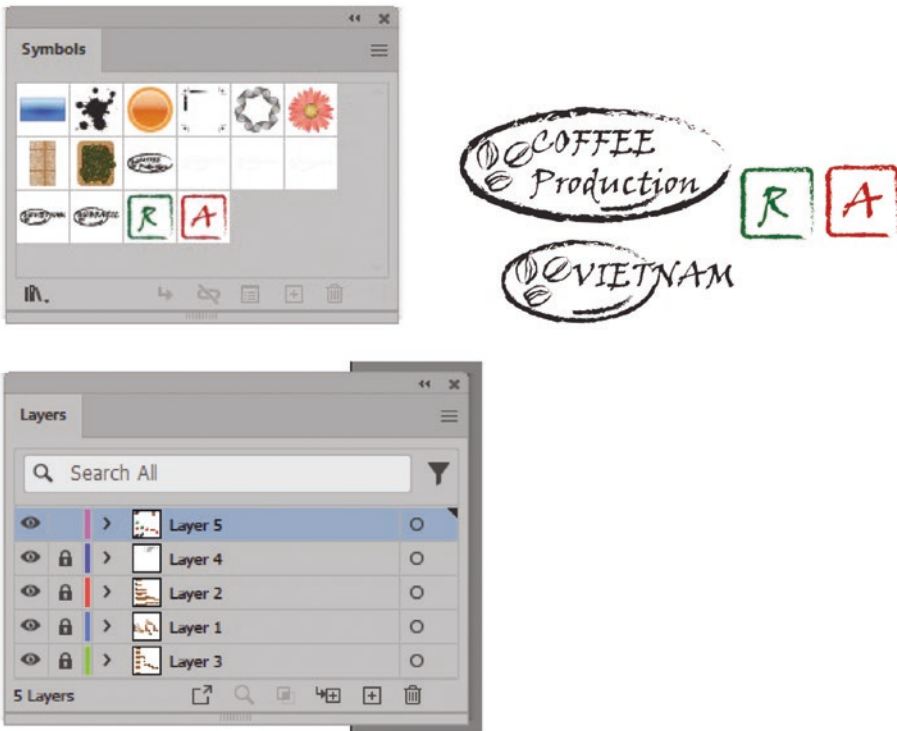 Symbols
R A
COFFEE
Production
R A
VIETNAM
Layers
Search All
Layer 5
Layer 4
Layer 2
Layer 1
Layer 3
5 Layers